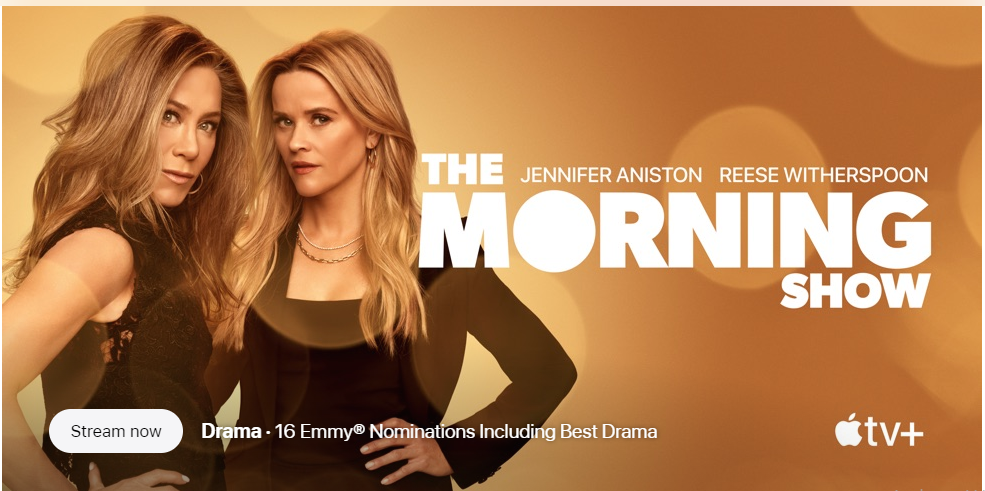 THE JENNIFER ANISTON REESE WITHERSPOON
MORNING
SHOW
Stream now Drama · 16 Emmy® Nominations Including Best Drama tv+